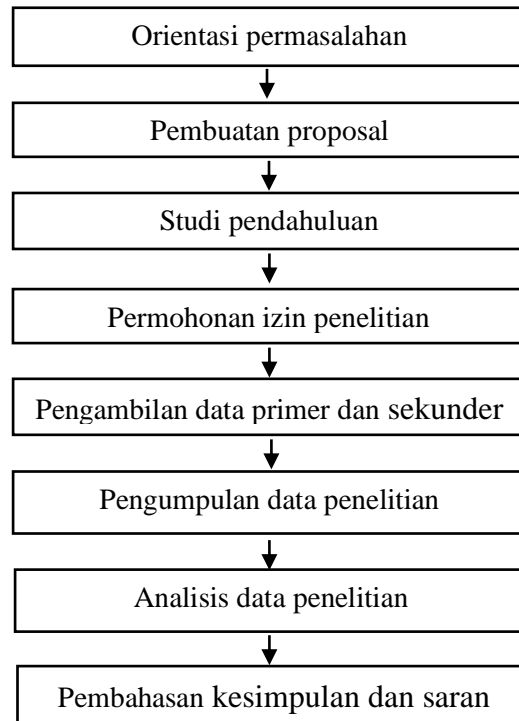 Orientasi permasalahan
Pembuatan proposal
Studi pendahuluan
Permohonan izin penelitian
Pengambilan data primer dan sekunder
Pengumpulan data penelitian
Analisis data penelitian
Pembahasan kesimpulan dan saran